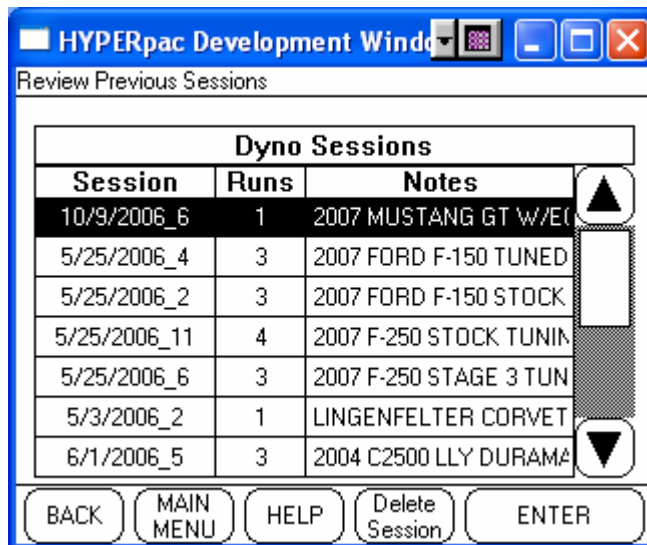 HYPERpac Development Windo
Review Previous Sessions
Dyno Sessions
Session Runs Notes
10/9/2006_6 1 2007 MUSTANG GT W/E
5/25/2006_4 3 2007 FORD F-150 TUNED
5/25/2006_2 3 2007 FORD F-150 STOCK
5/25/2006_11 4 2007 F-250 STOCK TUNIN
5/25/2006_6 3 2007 F-250 STAGE 3 TUN
5/3/2006_2 1 LINGENFELTER CORVET
6/1/2006_5 3 2004 C2500 LLY DURAMA
BACK MAIN MENU HELP Delete Session ENTER